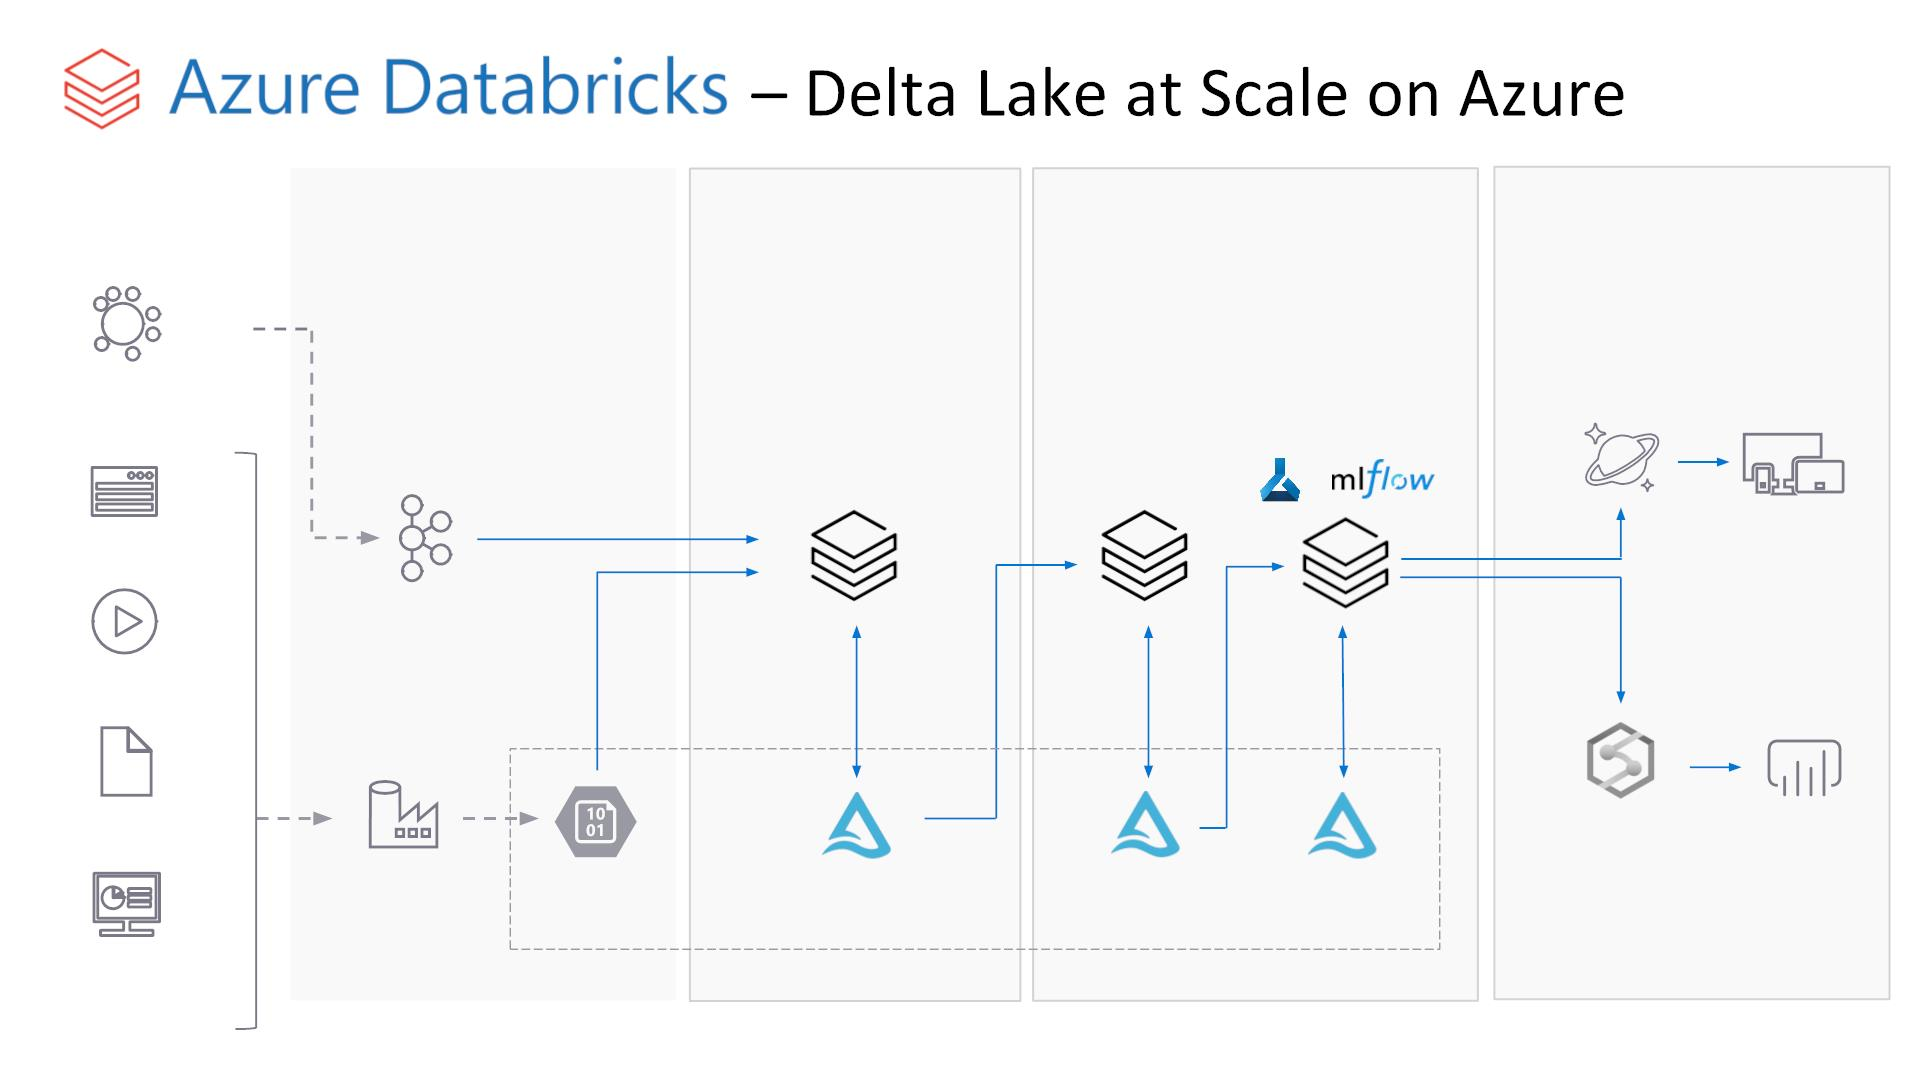 Azure Databricks – Delta Lake at Scale on Azure
mlflow
10
01